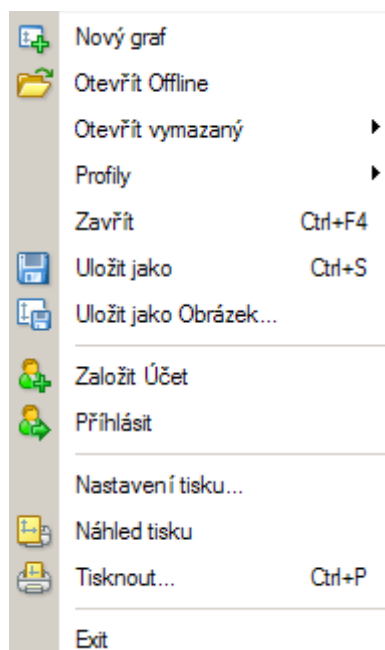 Nový graf
Otevřít Offline
Otevřít vymazaný
Profily
Zavřít Ctrl+F4
Uložit jako Ctrl+S
Uložit jako Obrázek...
Založit Účet
Příhlásit
Nastavení tisku...
Náhled tisku
Tisknout... Ctrl+P
Exit